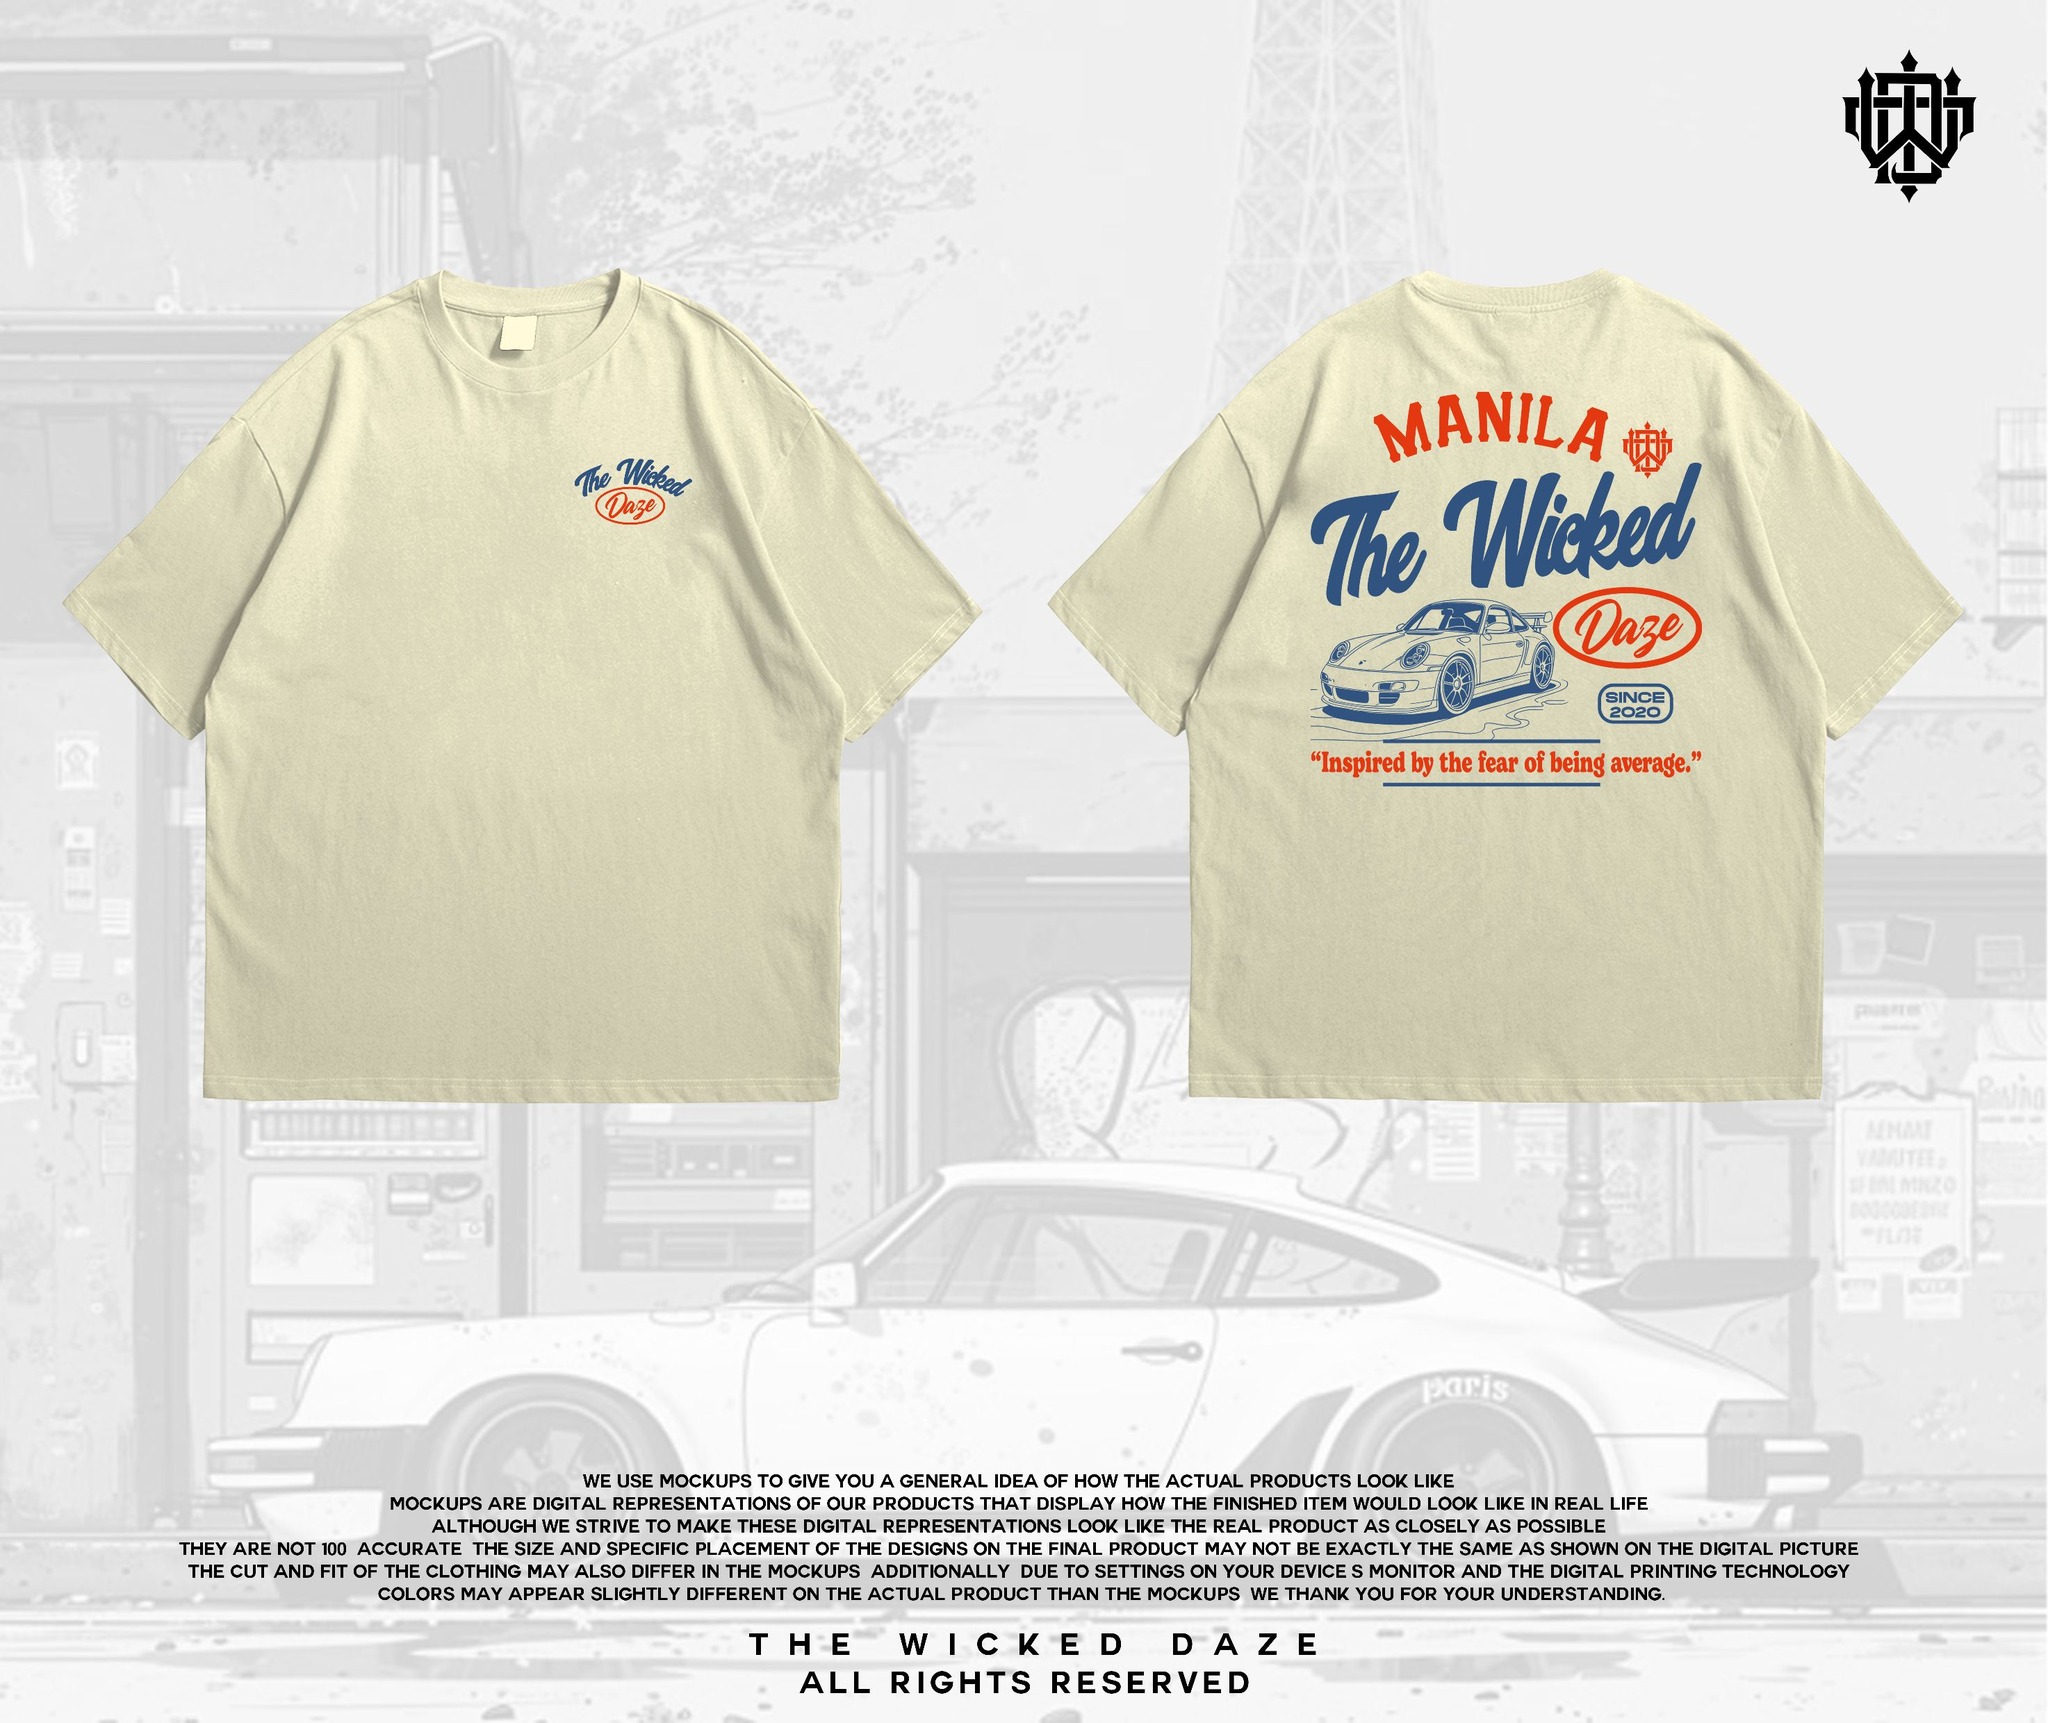 The Wicked
Daze
MANILA
The Wicked
Daze
SINCE
2020
“Inspired by the fear of being average.”
paris
WE USE MOCKUPS TO GIVE YOU A GENERAL IDEA OF HOW THE ACTUAL PRODUCTS LOOK LIKE
MOCKUPS ARE DIGITAL REPRESENTATIONS OF OUR PRODUCTS THAT DISPLAY HOW THE FINISHED ITEM WOULD LOOK LIKE IN REAL LIFE
ALTHOUGH WE STRIVE TO MAKE THESE DIGITAL REPRESENTATIONS LOOK LIKE THE REAL PRODUCT AS CLOSELY AS POSSIBLE
THEY ARE NOT 100 ACCURATE THE SIZE AND SPECIFIC PLACEMENT OF THE DESIGNS ON THE FINAL PRODUCT MAY NOT BE EXACTLY THE SAME AS SHOWN ON THE DIGITAL PICTURE
THE CUT AND FIT OF THE CLOTHING MAY ALSO DIFFER IN THE MOCKUPS ADDITIONALLY DUE TO SETTINGS ON YOUR DEVICE S MONITOR AND THE DIGITAL PRINTING TECHNOLOGY
COLORS MAY APPEAR SLIGHTLY DIFFERENT ON THE ACTUAL PRODUCT THAN THE MOCKUPS WE THANK YOU FOR YOUR UNDERSTANDING.
THE WICKED DAZE
ALL RIGHTS RESERVED